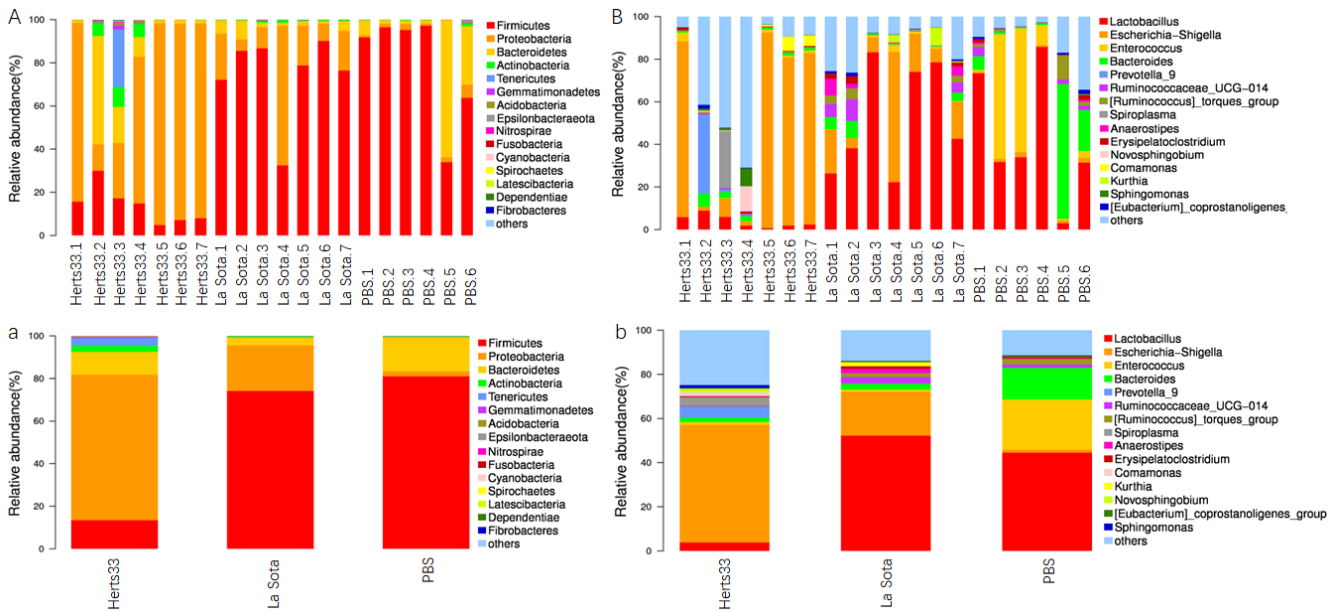 A
Relative abundance(%)
100
80
60
40
20
0
Herts33.1
Herts33.2
Herts33.3
Herts33.4
Herts33.5
Herts33.6
Herts33.7
La Sota.1
La Sota.2
La Sota.3
La Sota.4
La Sota.5
La Sota.6
La Sota.7
PBS.1
PBS.2
PBS.3
PBS.4
PBS.5
PBS.6
Firmicutes
Proteobacteria
Bacteroidetes
Actinobacteria
Tenericutes
Gemmatimonadetes
Acidobacteria
Epsilonbacteraeota
Nitrospirae
Fusobacteria
Cyanobacteria
Spirochaetes
Latescibacteria
Dependentiae
Fibrobacteres
others
B
Relative abundance(%)
100
80
60
40
20
0
Herts33.1
Herts33.2
Herts33.3
Herts33.4
Herts33.5
Herts33.6
Herts33.7
La Sota.1
La Sota.2
La Sota.3
La Sota.4
La Sota.5
La Sota.6
La Sota.7
PBS.1
PBS.2
PBS.3
PBS.4
PBS.5
PBS.6
Lactobacillus
Escherichia-Shigella
Enterococcus
Bacteroides
Prevotella_9
Ruminococcaceae_UCG-014
[Ruminococcus]_torques_group
Spiroplasma
Anaerostipes
Erysipelatoclostridium
Novosphingobium
Comamonas
Kurthia
Sphingomonas
[Eubacterium]_coprostanoligenes_
others
a
Relative abundance(%)
100
80
60
40
20
0
Herts33
La Sota
PBS
Firmicutes
Proteobacteria
Bacteroidetes
Actinobacteria
Tenericutes
Gemmatimonadetes
Acidobacteria
Epsilonbacteraeota
Nitrospirae
Fusobacteria
Cyanobacteria
Spirochaetes
Latescibacteria
Dependentiae
Fibrobacteres
others
b
Relative abundance(%)
100
80
60
40
20
0
Herts33
La Sota
PBS
Lactobacillus
Escherichia-Shigella
Enterococcus
Bacteroides
Prevotella_9
Ruminococcaceae_UCG-014
[Ruminococcus]_torques_group
Spiroplasma
Anaerostipes
Erysipelatoclostridium
Comamonas
Kurthia
Novosphingobium
[Eubacterium]_coprostanoligenes_group
Sphingomonas
others